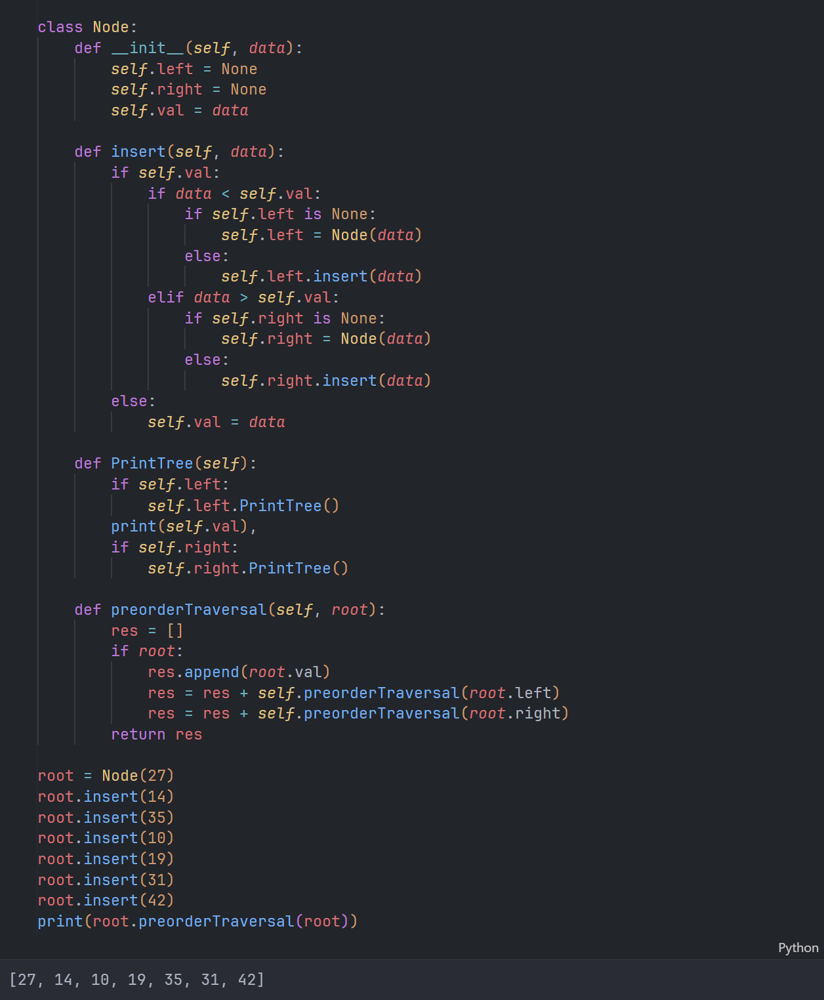 class Node:
    def __init__(self, data):
        self.left = None
        self.right = None
        self.val = data

    def insert(self, data):
        if self.val:
            if data < self.val:
                if self.left is None:
                    self.left = Node(data)
                else:
                    self.left.insert(data)
            elif data > self.val:
                if self.right is None:
                    self.right = Node(data)
                else:
                    self.right.insert(data)
        else:
            self.val = data

    def PrintTree(self):
        if self.left:
            self.left.PrintTree()
        print(self.val),
        if self.right:
            self.right.PrintTree()

    def preorderTraversal(self, root):
        res = []
        if root:
            res.append(root.val)
            res = res + self.preorderTraversal(root.left)
            res = res + self.preorderTraversal(root.right)
        return res

root = Node(27)
root.insert(14)
root.insert(35)
root.insert(10)
root.insert(19)
root.insert(31)
root.insert(42)
print(root.preorderTraversal(root))
Python
[27, 14, 10, 19, 35, 31, 42]